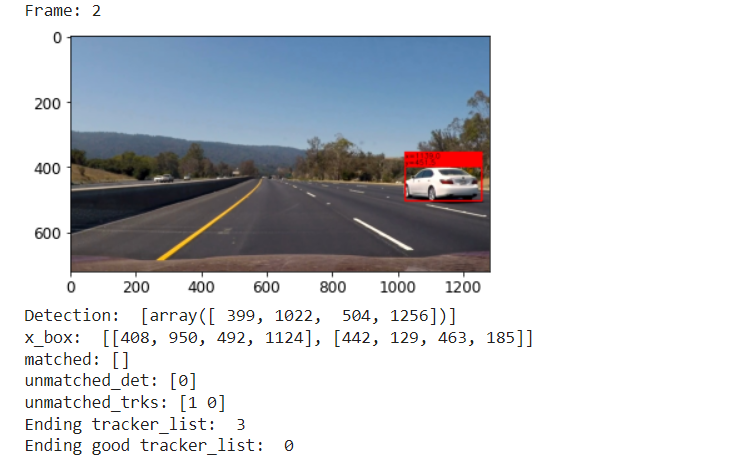 Frame: 2
0
200
400
600
0 200 400 600 800 1000 1200
Detection:  [array([ 399, 1022,  504, 1256])]
x_box:  [[408, 950, 492, 1124], [442, 129, 463, 185]]
matched: []
unmatched_det: [0]
unmatched_trks: [1 0]
Ending tracker_list:  3
Ending good tracker_list:  0